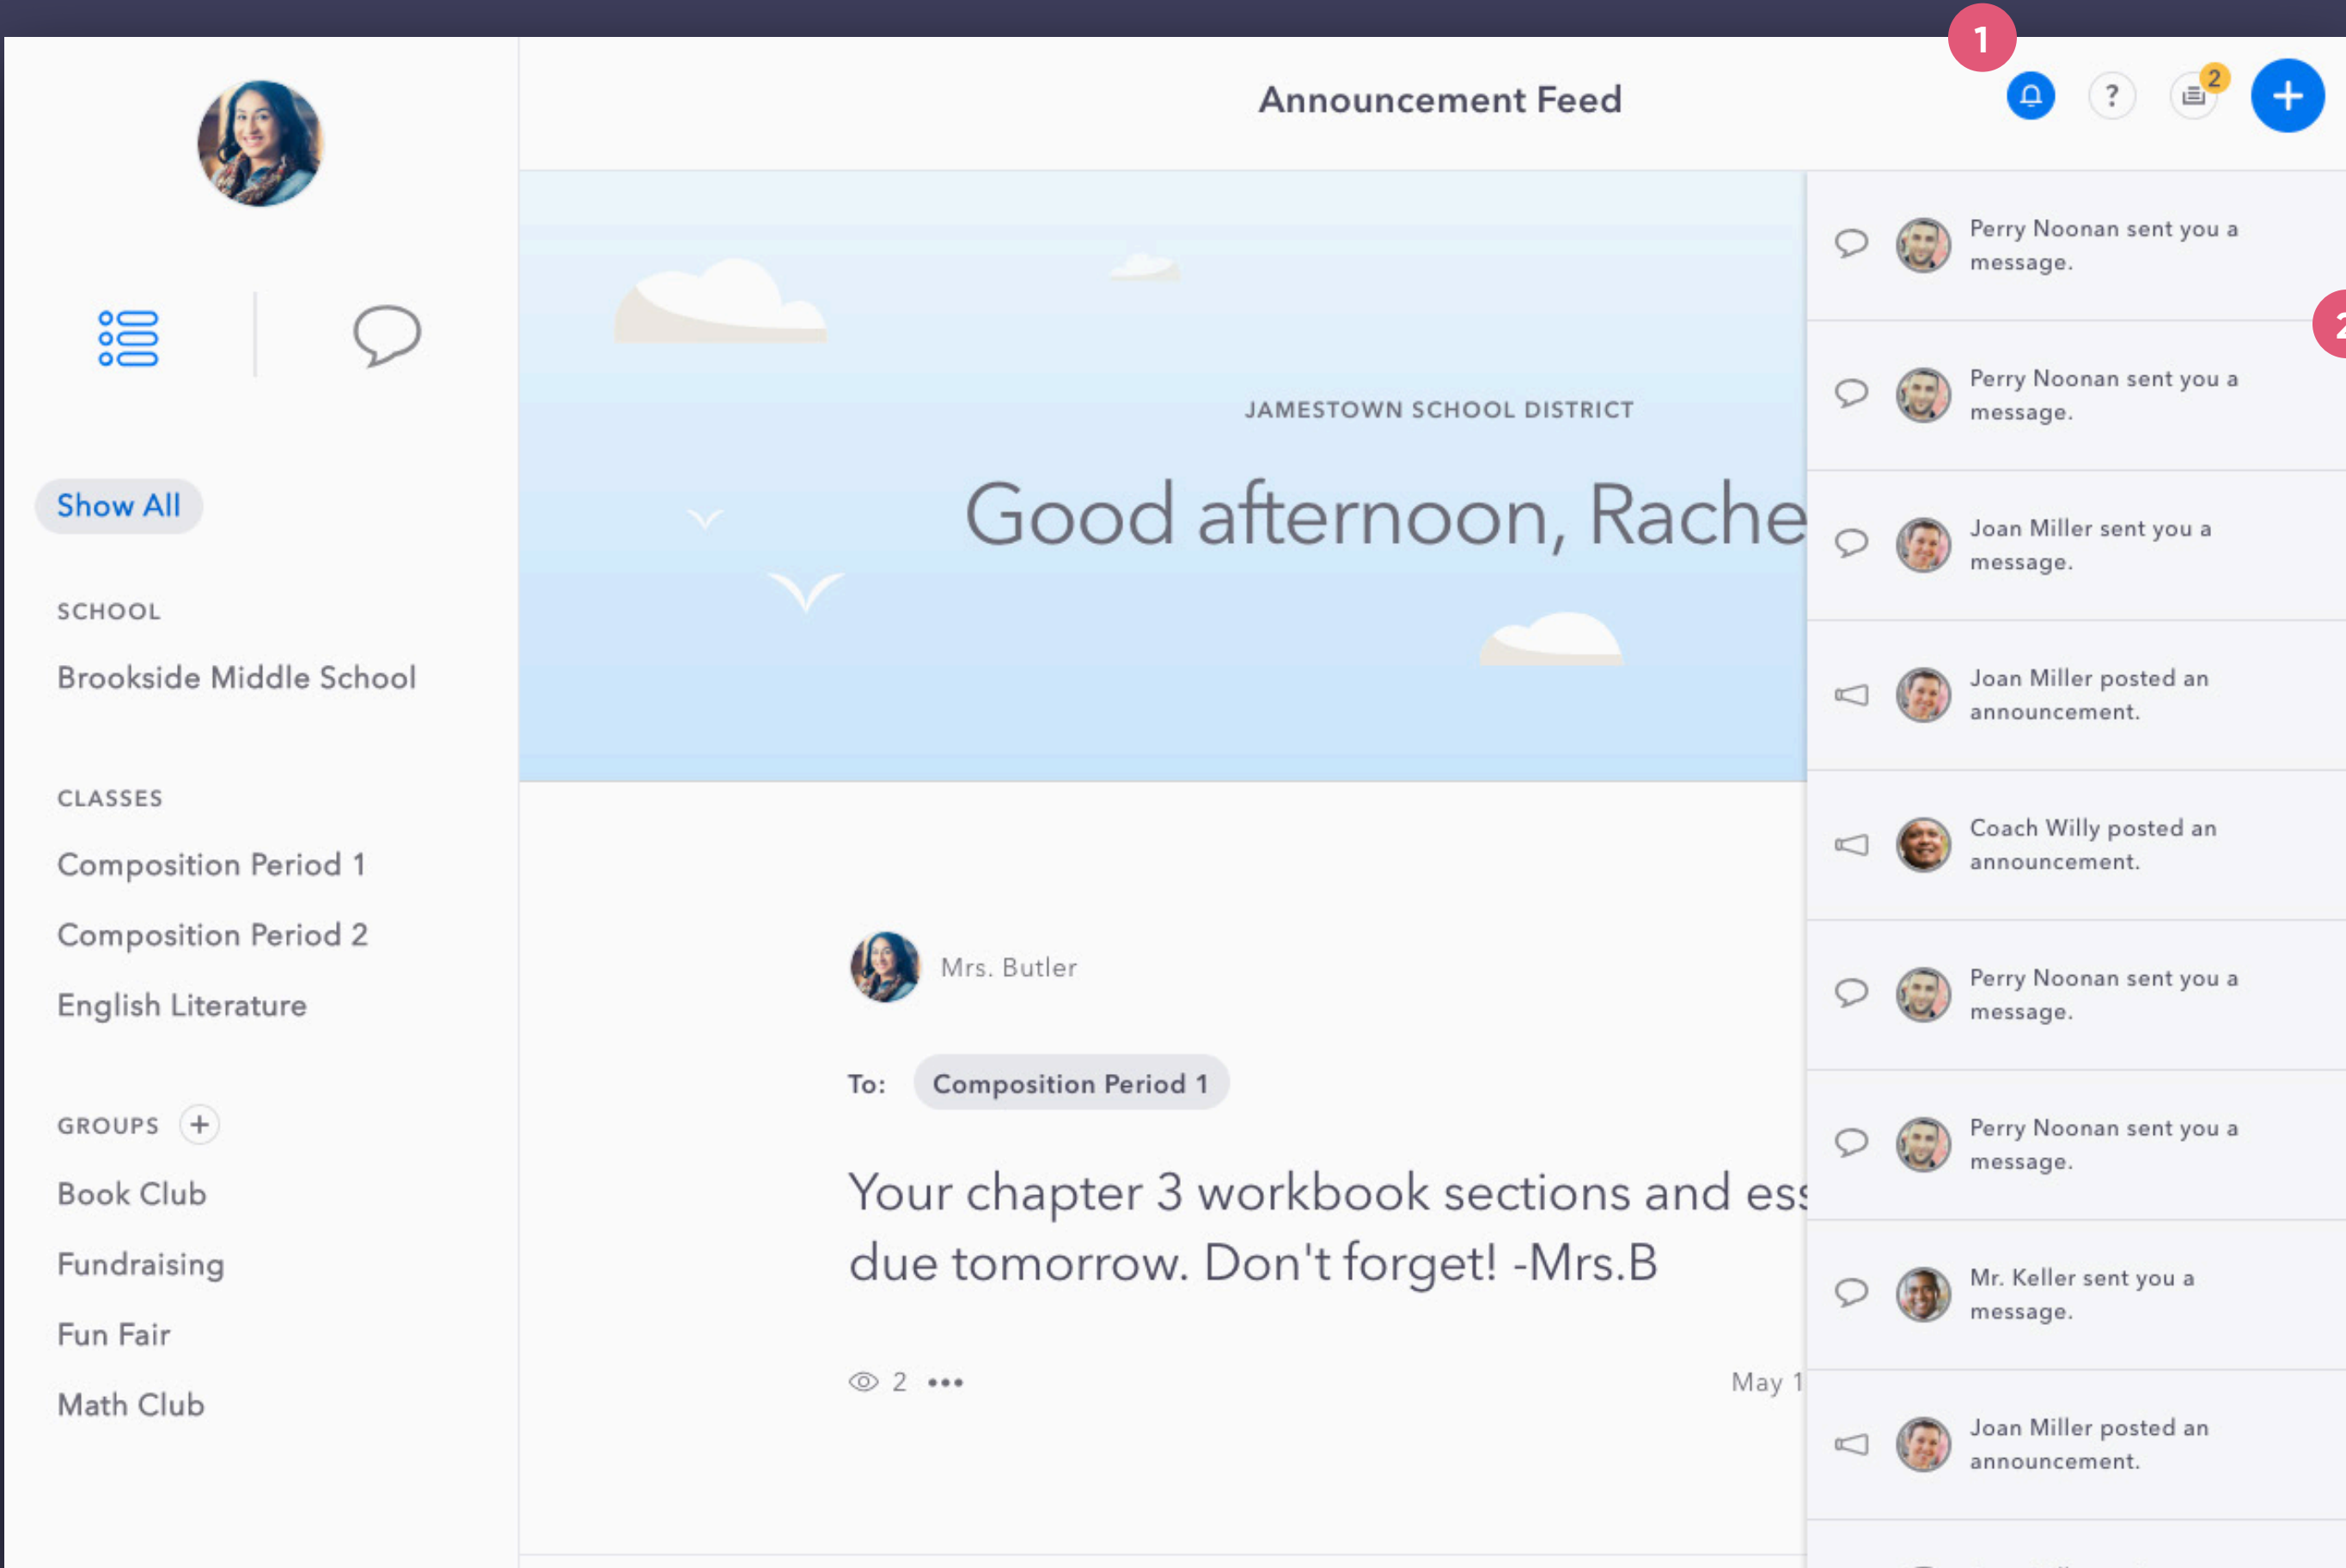 1
Announcement Feed
?
2
+
Show All
SCHOOL
Brookside Middle School
CLASSES
Composition Period 1
Composition Period 2
English Literature
GROUPS +
Book Club
Fundraising
Fun Fair
Math Club
JAMESTOWN SCHOOL DISTRICT
Good afternoon, Rache
Mrs. Butler
To: Composition Period 1
Your chapter 3 workbook sections and ess
due tomorrow. Don't forget! -Mrs.B
2 •••
May 1
Perry Noonan sent you a
message.
2
Perry Noonan sent you a
message.
Joan Miller sent you a
message.
Joan Miller posted an
announcement.
Coach Willy posted an
announcement.
Perry Noonan sent you a
message.
Perry Noonan sent you a
message.
Mr. Keller sent you a
message.
Joan Miller posted an
announcement.